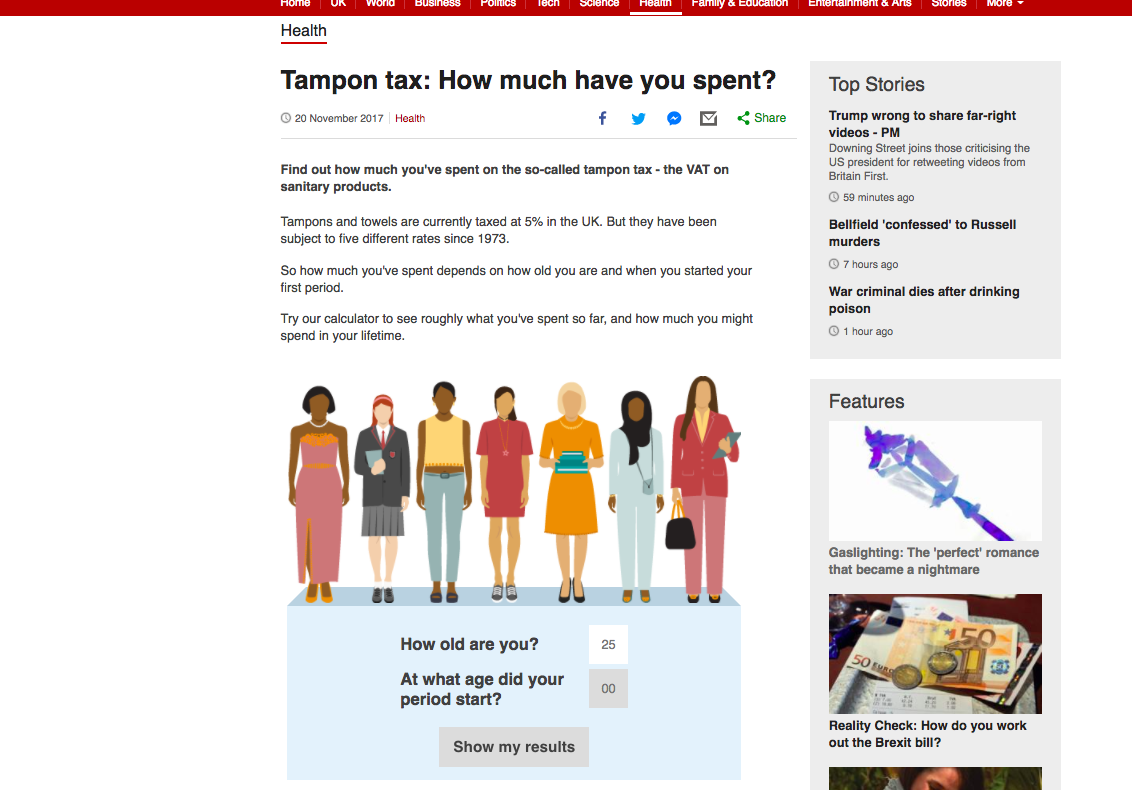 Home UK World Business Politics Tech Science Health Family & Education Entertainment & Arts Stories More
Health
Tampon tax: How much have you spent?
20 November 2017 Health
Share
Find out how much you've spent on the so-called tampon tax - the VAT on
sanitary products.
Tampons and towels are currently taxed at 5% in the UK. But they have been
subject to five different rates since 1973.
So how much you've spent depends on how old you are and when you started your
first period.
Try our calculator to see roughly what you've spent so far, and how much you might
spend in your lifetime.
How old are you? 25
At what age did your
period start? 00
Show my results
Top Stories
Trump wrong to share far-right
videos - PM
Downing Street joins those criticising the
US president for retweeting videos from
Britain First.
59 minutes ago
Bellfield 'confessed' to Russell
murders
7 hours ago
War criminal dies after drinking
poison
1 hour ago
Features
Gaslighting: The 'perfect' romance
that became a nightmare
50
50 EURO
Reality Check: How do you work
out the Brexit bill?